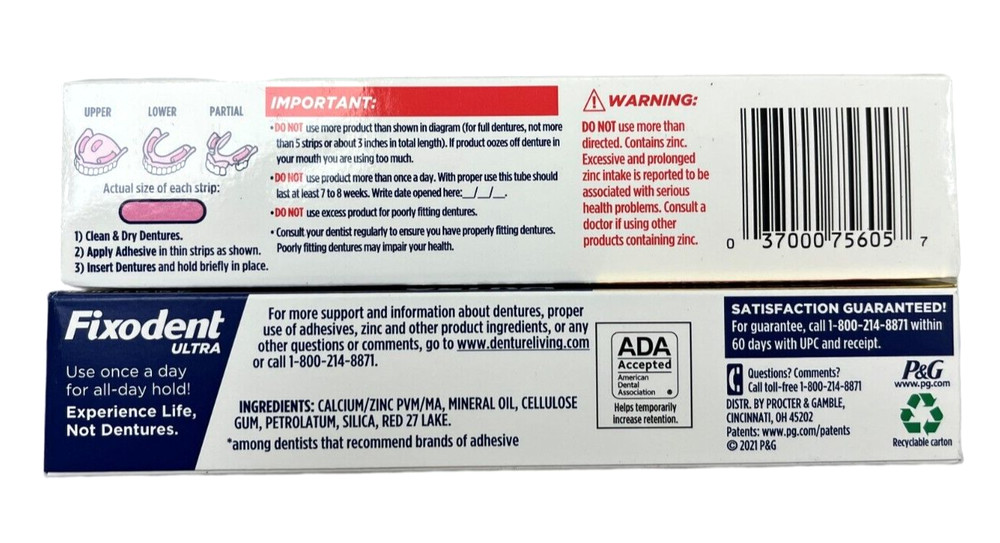 UPPER LOWER PARTIAL
Actual size of each strip:
1) Clean & Dry Dentures.
2) Apply Adhesive in thin strips as shown.
3) Insert Dentures and hold briefly in place.
IMPORTANT:
• DO NOT use more product than shown in diagram (for full dentures, not more
than 5 strips or about 3 inches in total length). If product oozes off denture in
your mouth you are using too much.
• DO NOT use product more than once a day. With proper use this tube should
last at least 7 to 8 weeks. Write date opened here:__/__/__.
• DO NOT use excess product for poorly fitting dentures.
• Consult your dentist regularly to ensure you have properly fitting dentures.
Poorly fitting dentures may impair your health.
WARNING:
DO NOT use more than
directed. Contains zinc.
Excessive and prolonged
zinc intake is reported to be
associated with serious
health problems. Consult a
doctor if using other
products containing zinc.
0 37000 75605 7
Fixodent
ULTRA
Use once a day
for all-day hold!
Experience Life,
Not Dentures.
For more support and information about dentures, proper
use of adhesives, zinc and other product ingredients, or any
other questions or comments, go to www.dentureliving.com
or call 1-800-214-8871.
INGREDIENTS: CALCIUM/ZINC PVM/MA, MINERAL OIL, CELLULOSE
GUM, PETROLATUM, SILICA, RED 27 LAKE.
*among dentists that recommend brands of adhesive
ADA
Accepted
American
Dental
Association ®
Helps temporarily
increase retention.
SATISFACTION GUARANTEED!
For guarantee, call 1-800-214-8871 within
60 days with UPC and receipt.
Questions? Comments?
Call toll-free 1-800-214-8871
DISTR. BY PROCTER & GAMBLE,
CINCINNATI, OH 45202
Patents: www.pg.com/patents
© 2021 P&G
P&G
www.pg.com
Recyclable carton